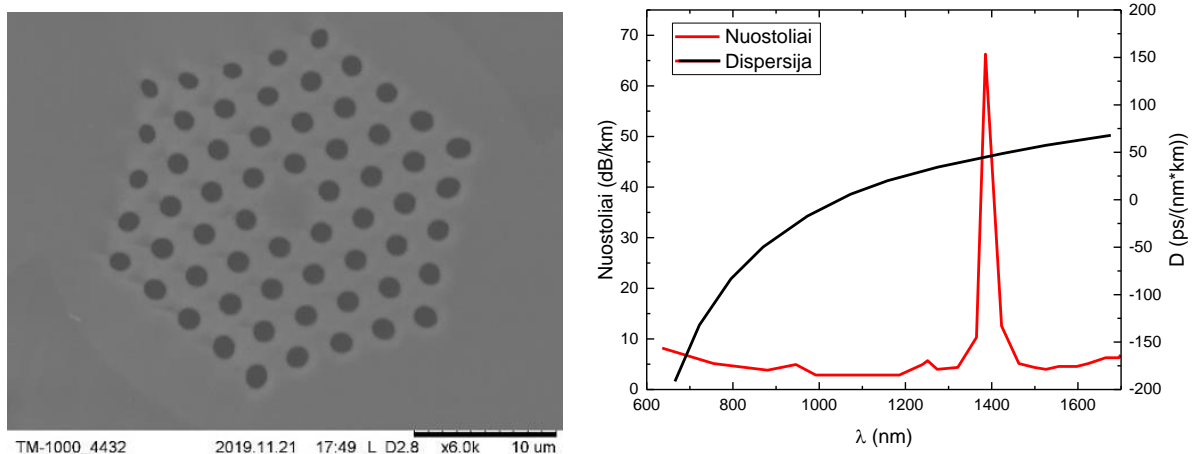 TM-1000_4432 2019.11.21 17:49 L D2.8 x6.0k 10 um
Nuostoliai
Dispersija
Nuostoliai (dB/km)
70
60
50
40
30
20
10
0
D (ps/(nm*km))
200
150
100
50
0
-50
-100
-150
-200
600 800 1000 1200 1400 1600
λ (nm)